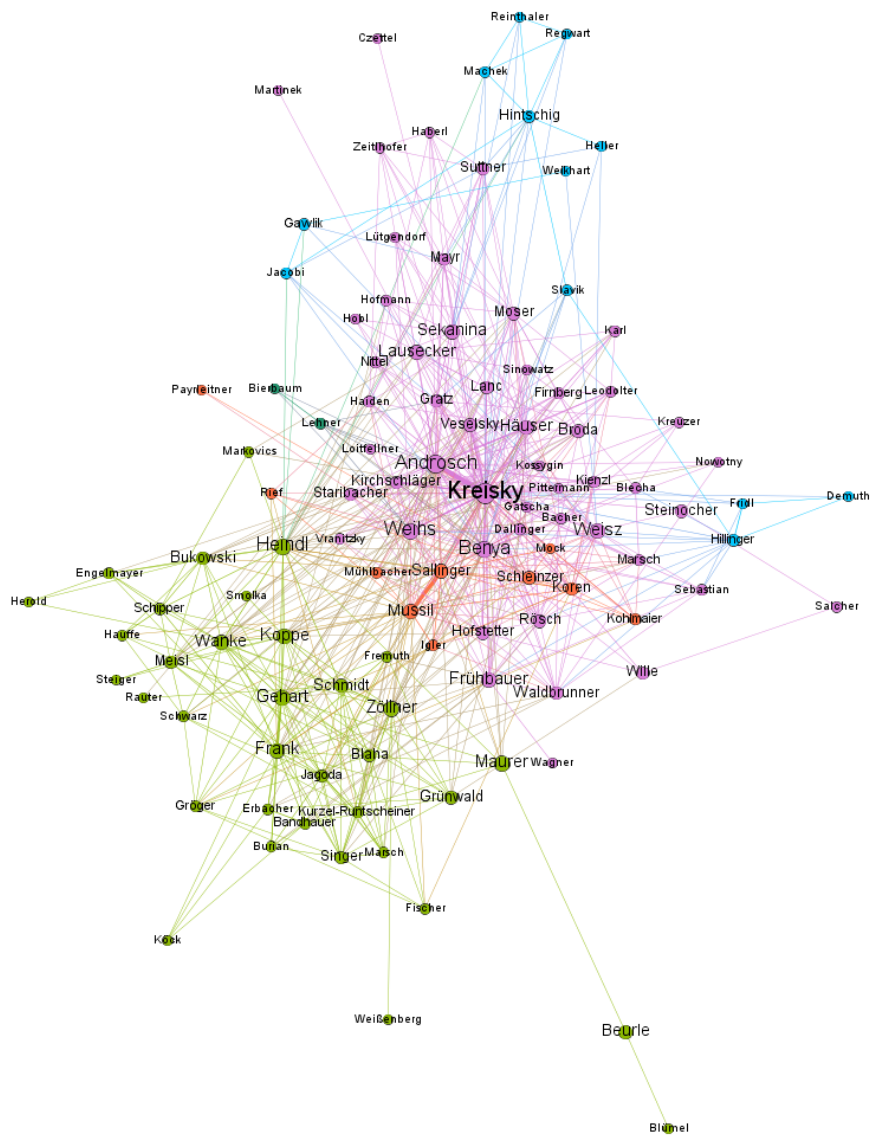 Reinthaler
Czettel
Regwart
Machek
Martinek
Hintschig
Haberl
Zeitlhofer
Heller
Suttner
Weikhart
Gawlik
Lütgendorf
Mayr
Jacobi
Slavik
Hofmann
Moser
Hobl
Sekanina
Karl
Lausecker
Nittel
Sinowatz
Payrleitner
Bierbaum
Lanc
Firnberg
Leodolter
Haiden
Gratz
Lehner
Veselsky
Häuser
Broda
Kreuzer
Markovics
Loitfellner
Androsch
Kossygin
Nowotny
Kirchschläger
Kreisky
Pittermann
Kienzl
Blecha
Rief
Staribacher
Gatscha
Fridl
Demuth
Steinocher
Bacher
Dallinger
Weihs
Weisz
Vranitzky
Hillinger
Heindl
Benya
Mock
Bukowski
Marsch
Engelmayer
Mühlbacher
Sallinger
Schleinzer
Koren
Sebastian
Smolka
Herold
Schipper
Mussil
Salcher
Kohlmaier
Rösch
Hauffe
Wanke
Koppe
Hofstetter
Igler
Meisl
Fremuth
Steiger
Schmidt
Frühbauer
Wille
Rauter
Gehart
Waldbrunner
Zöllner
Schwarz
Frank
Blaha
Maurer
Wagner
Jagoda
Grünwald
Gröger
Erbacher
Kurzel-Runtscheiner
Bandhauer
Burian
Singer
Marsch
Fischer
Köck
Weißenberg
Beurle
Blümel